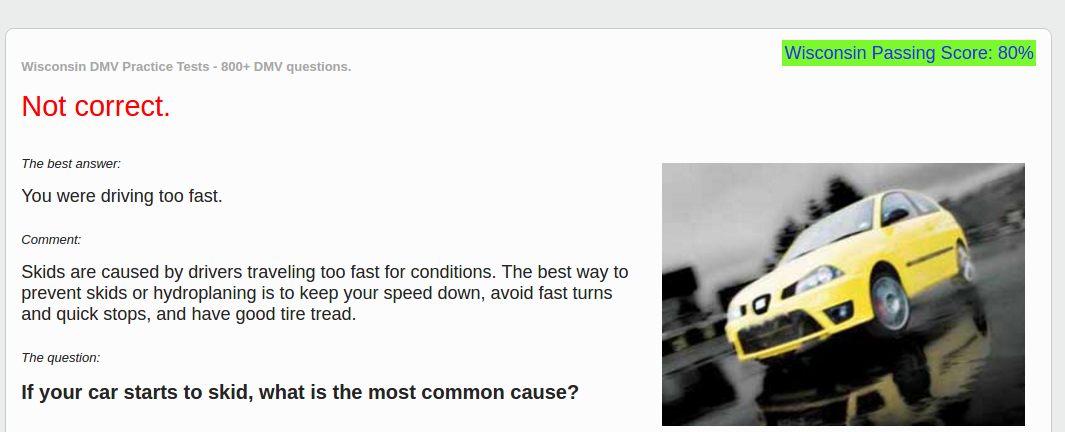 Wisconsin Passing Score: 80%
Wisconsin DMV Practice Tests - 800+ DMV questions.
Not correct.
The best answer:
You were driving too fast.
Comment:
Skids are caused by drivers traveling too fast for conditions. The best way to
prevent skids or hydroplaning is to keep your speed down, avoid fast turns
and quick stops, and have good tire tread.
The question:
If your car starts to skid, what is the most common cause?